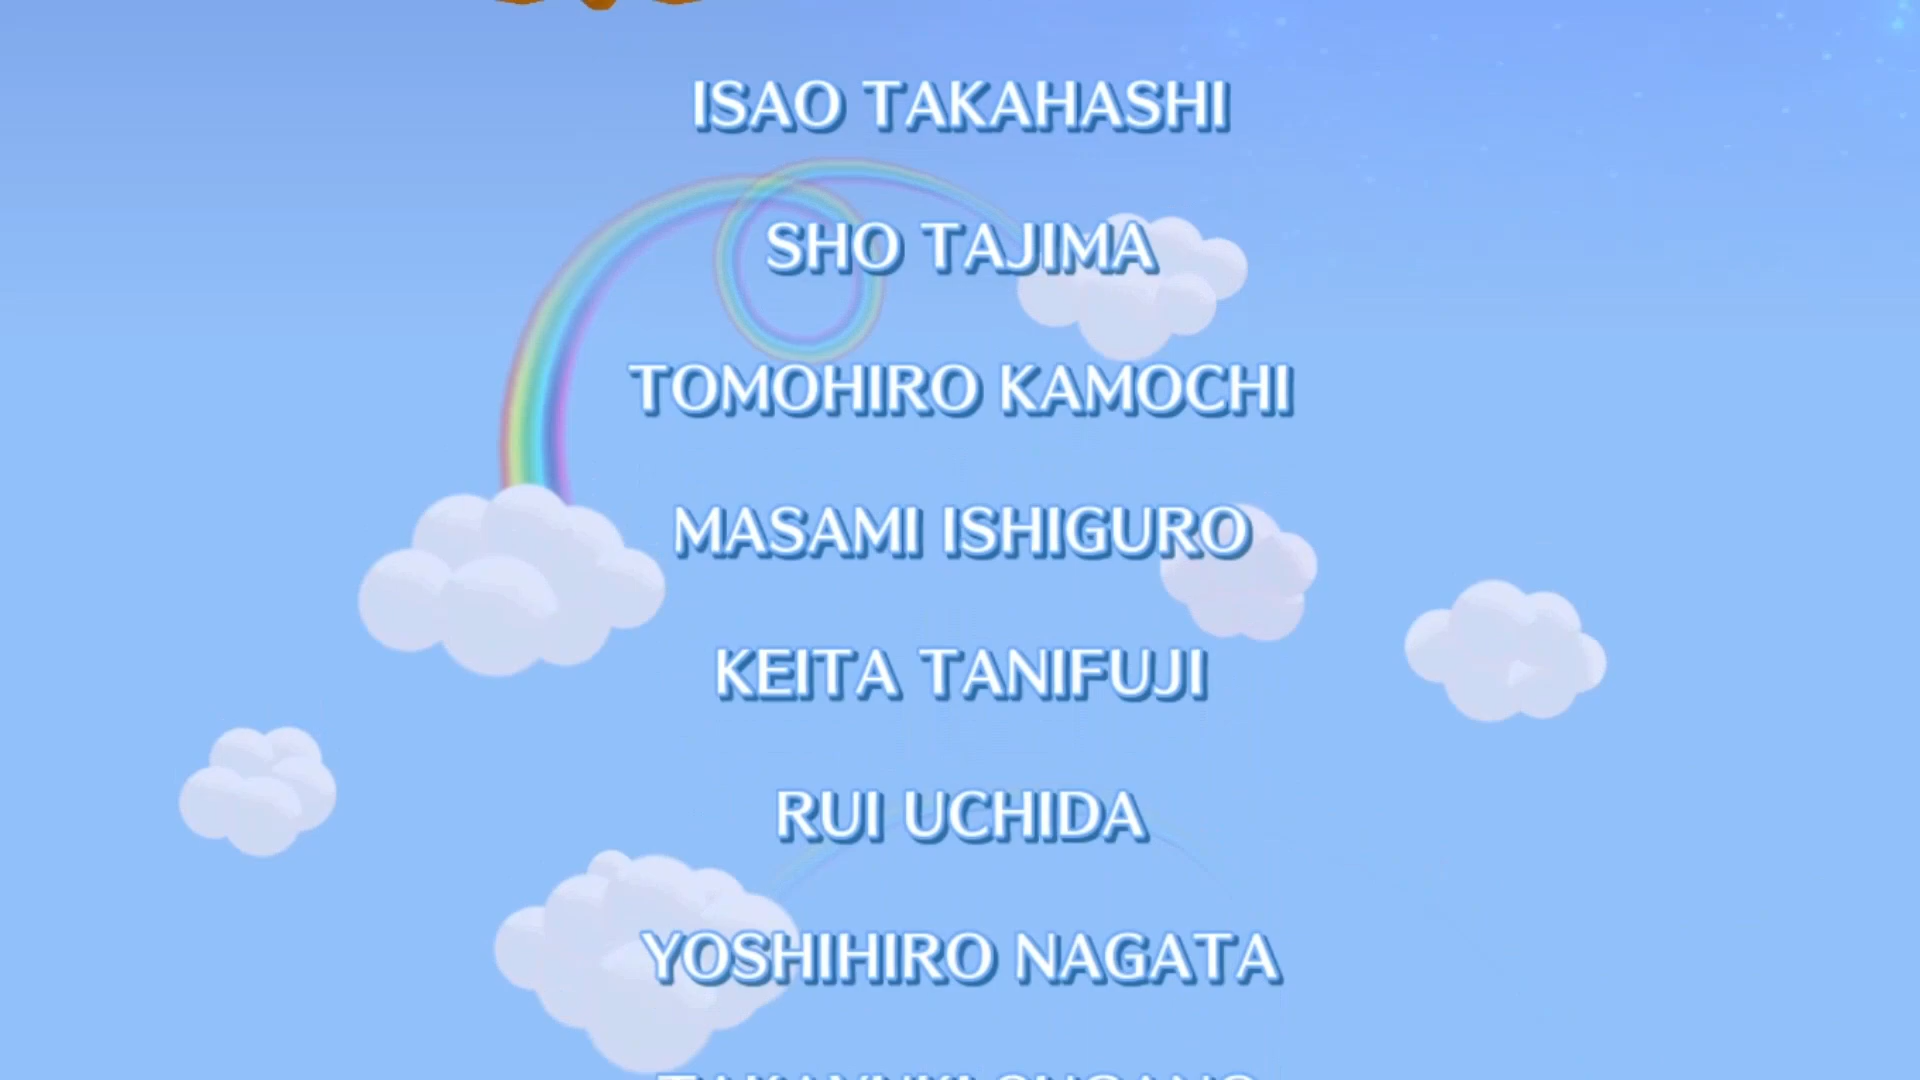 ISAO TAKAHASHI
SHO TAJIMA
TOMOHIRO KAMOCHI
MASAMI ISHIGURO
KEITA TANIFUJI
RUI UCHIDA
YOSHIHIRO NAGATA